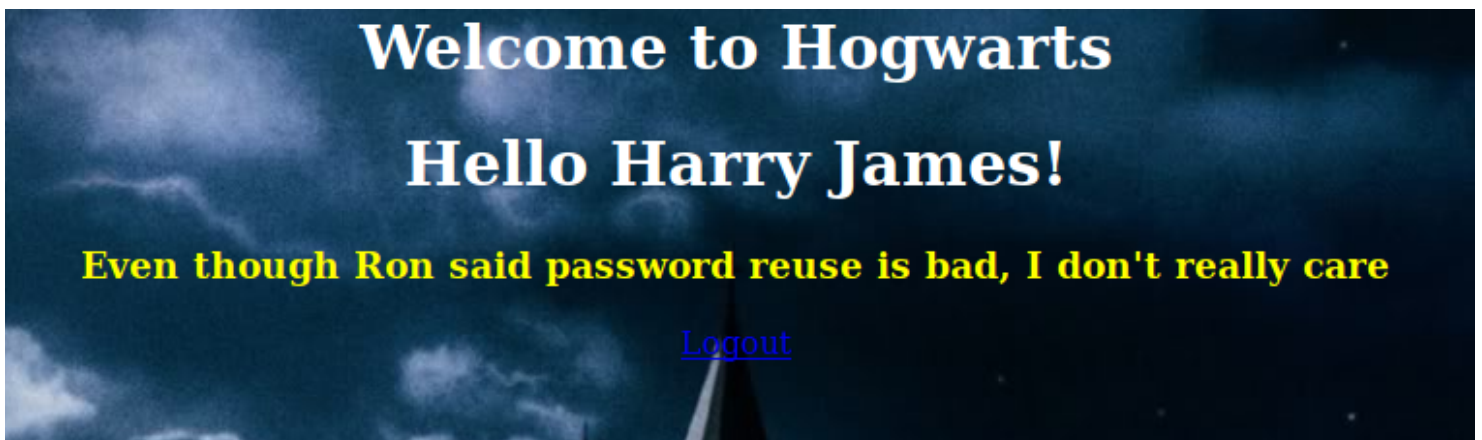 Welcome to Hogwarts
Hello Harry James!
Even though Ron said password reuse is bad, I don't really care
Logout